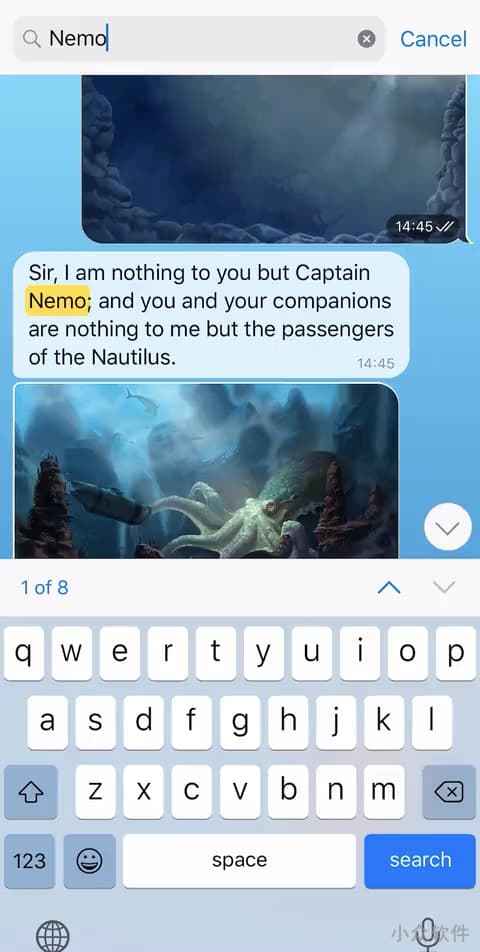 Nemo
Cancel
14:45
Sir, I am nothing to you but Captain
Nemo; and you and your companions
are nothing to me but the passengers
of the Nautilus.
14:45
1 of 8
q w e r t y u i o p
a s d f g h j k l
z x c v b n m
123
space
search
小众软件